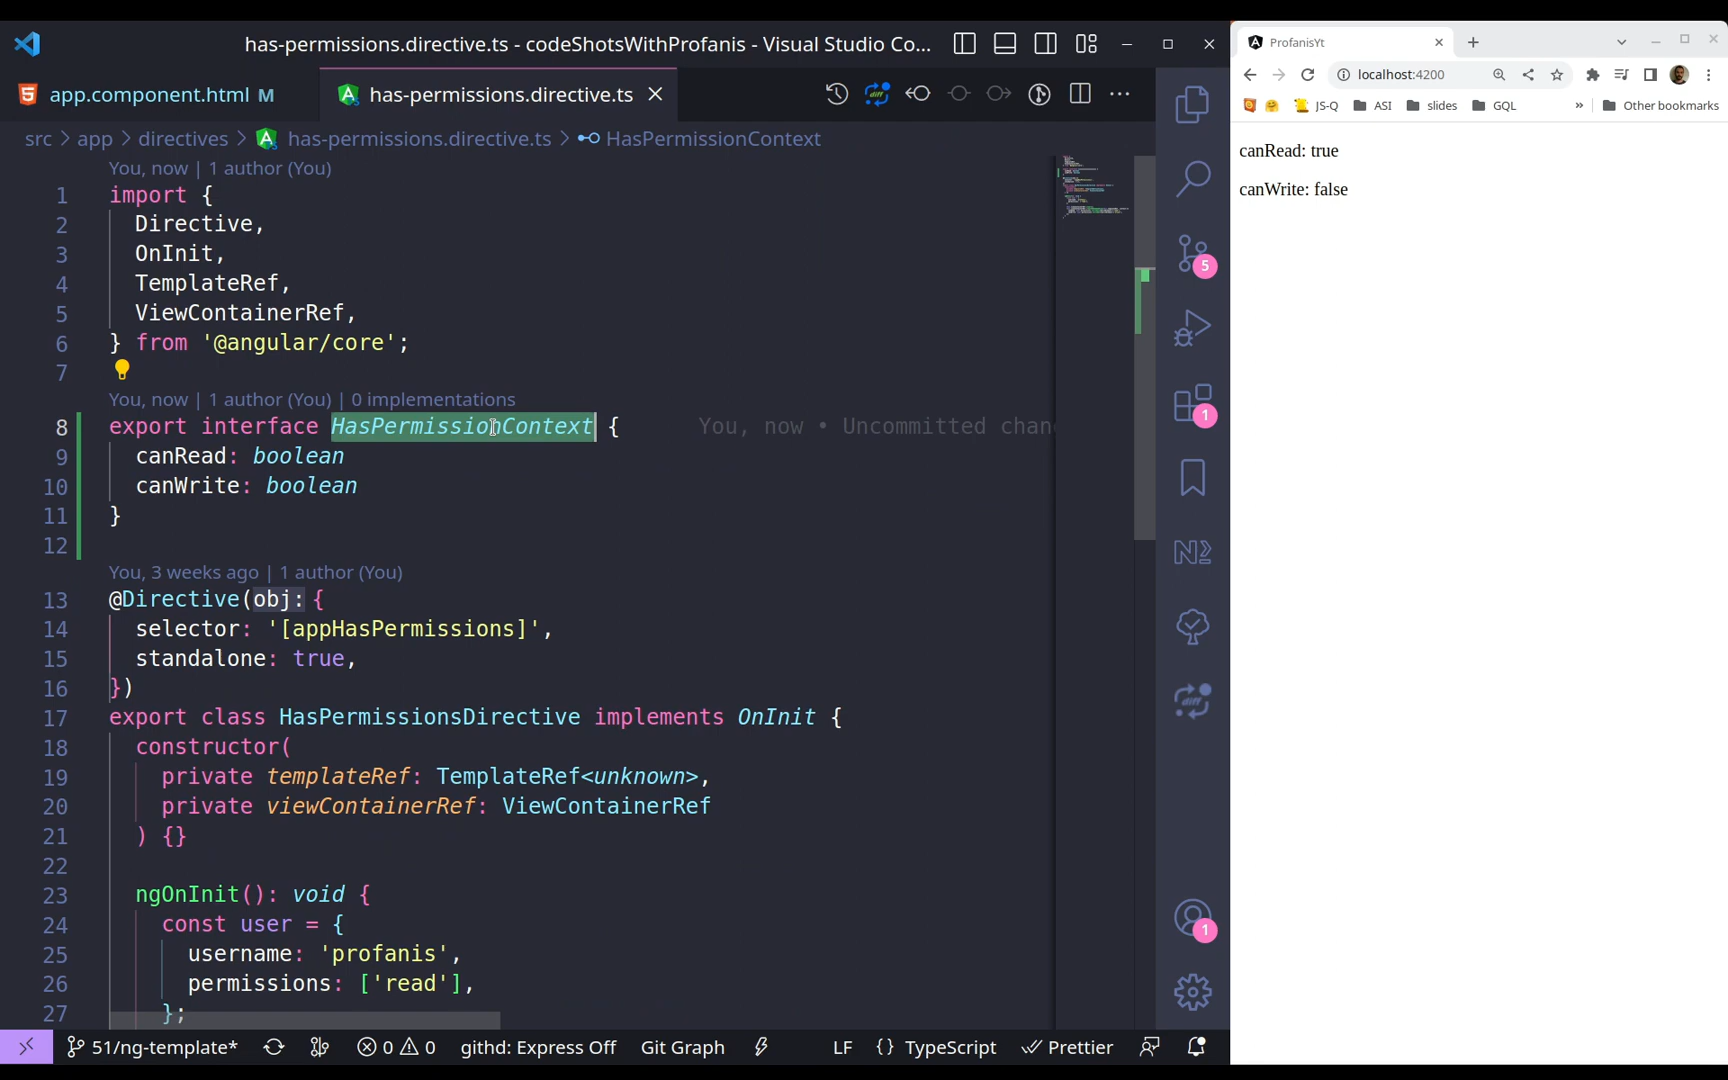 has-permissions.directive.ts - codeShotsWithProfanis - Visual Studio Co...
app.component.html M
has-permissions.directive.ts
src > app > directives > has-permissions.directive.ts > HasPermissionContext
You, now | 1 author (You)
1 import {
2 Directive,
3 OnInit,
4 TemplateRef,
5 ViewContainerRef,
6 } from '@angular/core';
7
You, now | 1 author (You) | 0 implementations
8 export interface HasPermissionContext { You, now • Uncommitted chan
9 canRead: boolean
10 canWrite: boolean
11 }
12
You, 3 weeks ago | 1 author (You)
13 @Directive(obj: {
14 selector: '[appHasPermissions]',
15 standalone: true,
16 })
17 export class HasPermissionsDirective implements OnInit {
18 constructor(
19 private templateRef: TemplateRef<unknown>,
20 private viewContainerRef: ViewContainerRef
21 ) {}
22
23 ngOnInit(): void {
24 const user = {
25 username: 'profanis',
26 permissions: ['read'],
27 };
5
1
diff
1
51/ng-template* 0 0 githd: Express Off Git Graph LF {} TypeScript Prettier
ProfanisYt
localhost:4200
JS-Q ASI slides GQL » Other bookmarks
canRead: true
canWrite: false